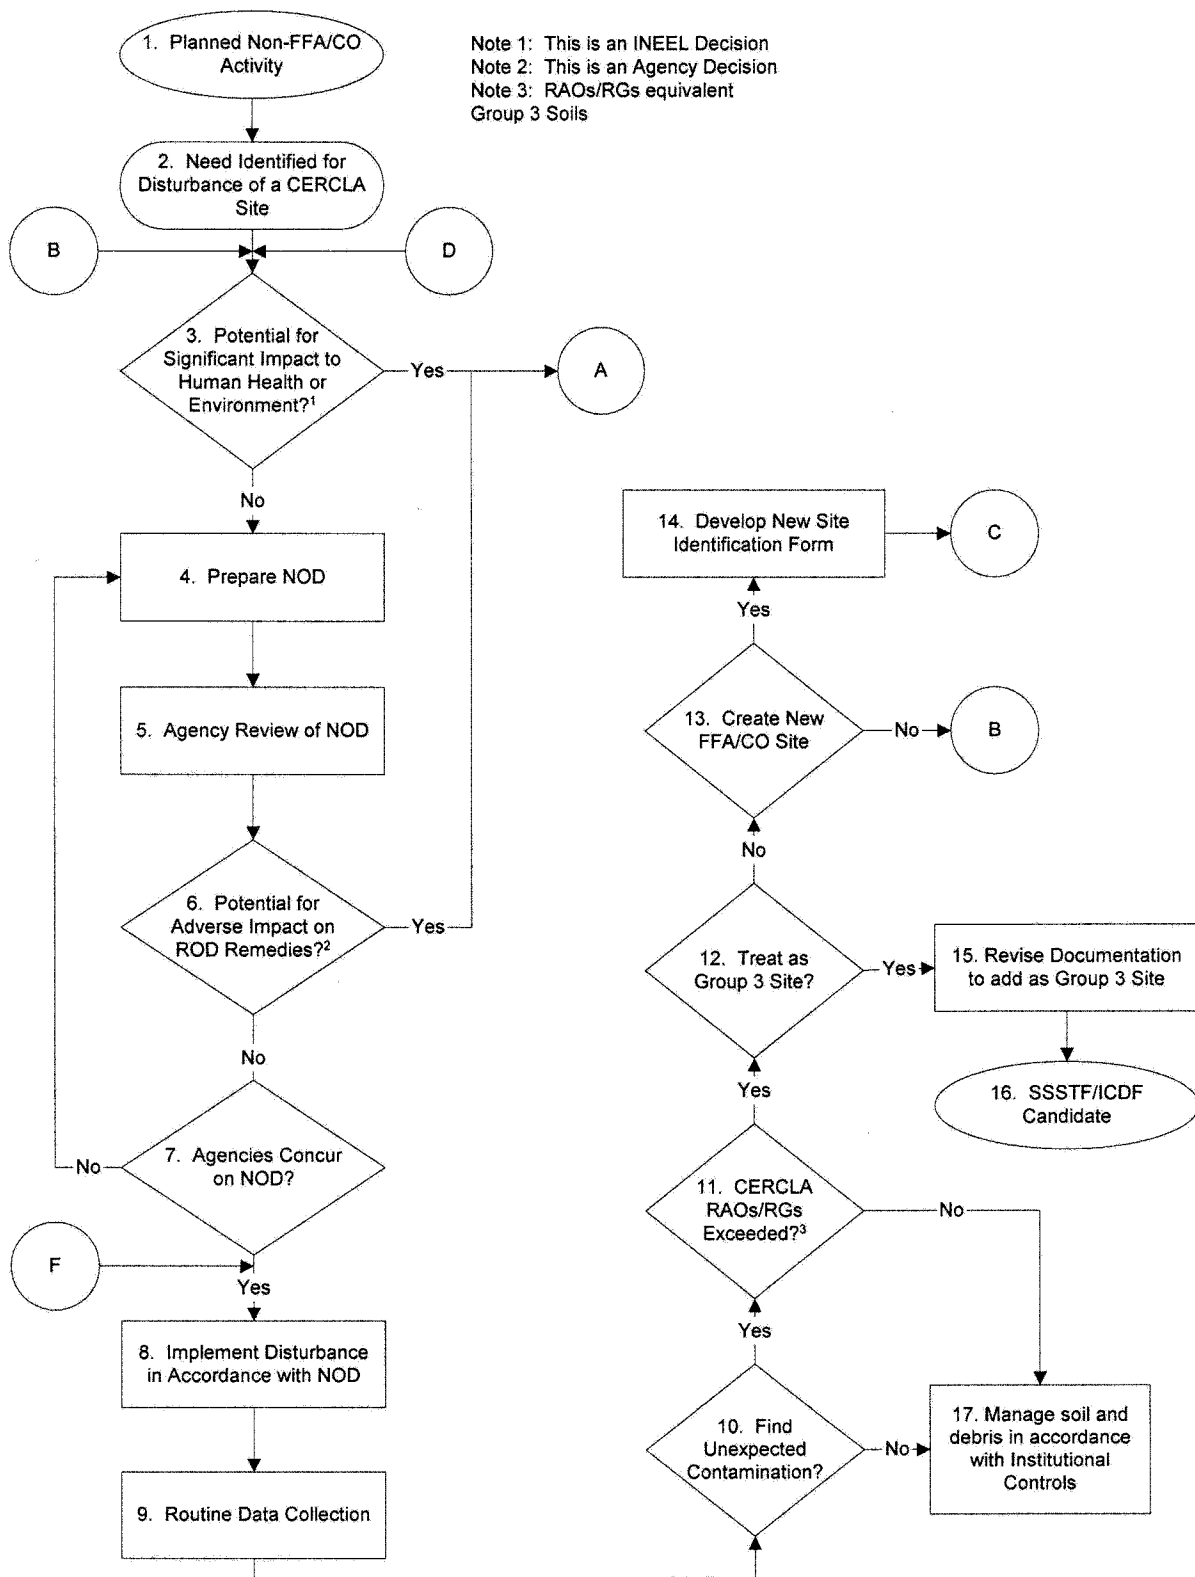 1. Planned Non-FFA/CO
Activity
Note 1: This is an INEEL Decision
Note 2: This is an Agency Decision
Note 3: RAOs/RGs equivalent
Group 3 Soils
2. Need Identified for
Disturbance of a CERCLA
Site
B
D
3. Potential for
Significant Impact to
Human Health or
Environment?¹
Yes
A
No
4. Prepare NOD
5. Agency Review of NOD
6. Potential for
Adverse Impact on
ROD Remedies?²
Yes
No
7. Agencies Concur
on NOD?
No
F
Yes
8. Implement Disturbance
in Accordance with NOD
9. Routine Data Collection
14. Develop New Site
Identification Form
C
Yes
13. Create New
FFA/CO Site
No
B
No
12. Treat as
Group 3 Site?
Yes
15. Revise Documentation
to add as Group 3 Site
16. SSSTF/ICDF
Candidate
Yes
11. CERCLA
RAOs/RGs
Exceeded?³
No
Yes
10. Find
Unexpected
Contamination?
No
17. Manage soil and
debris in accordance
with Institutional
Controls